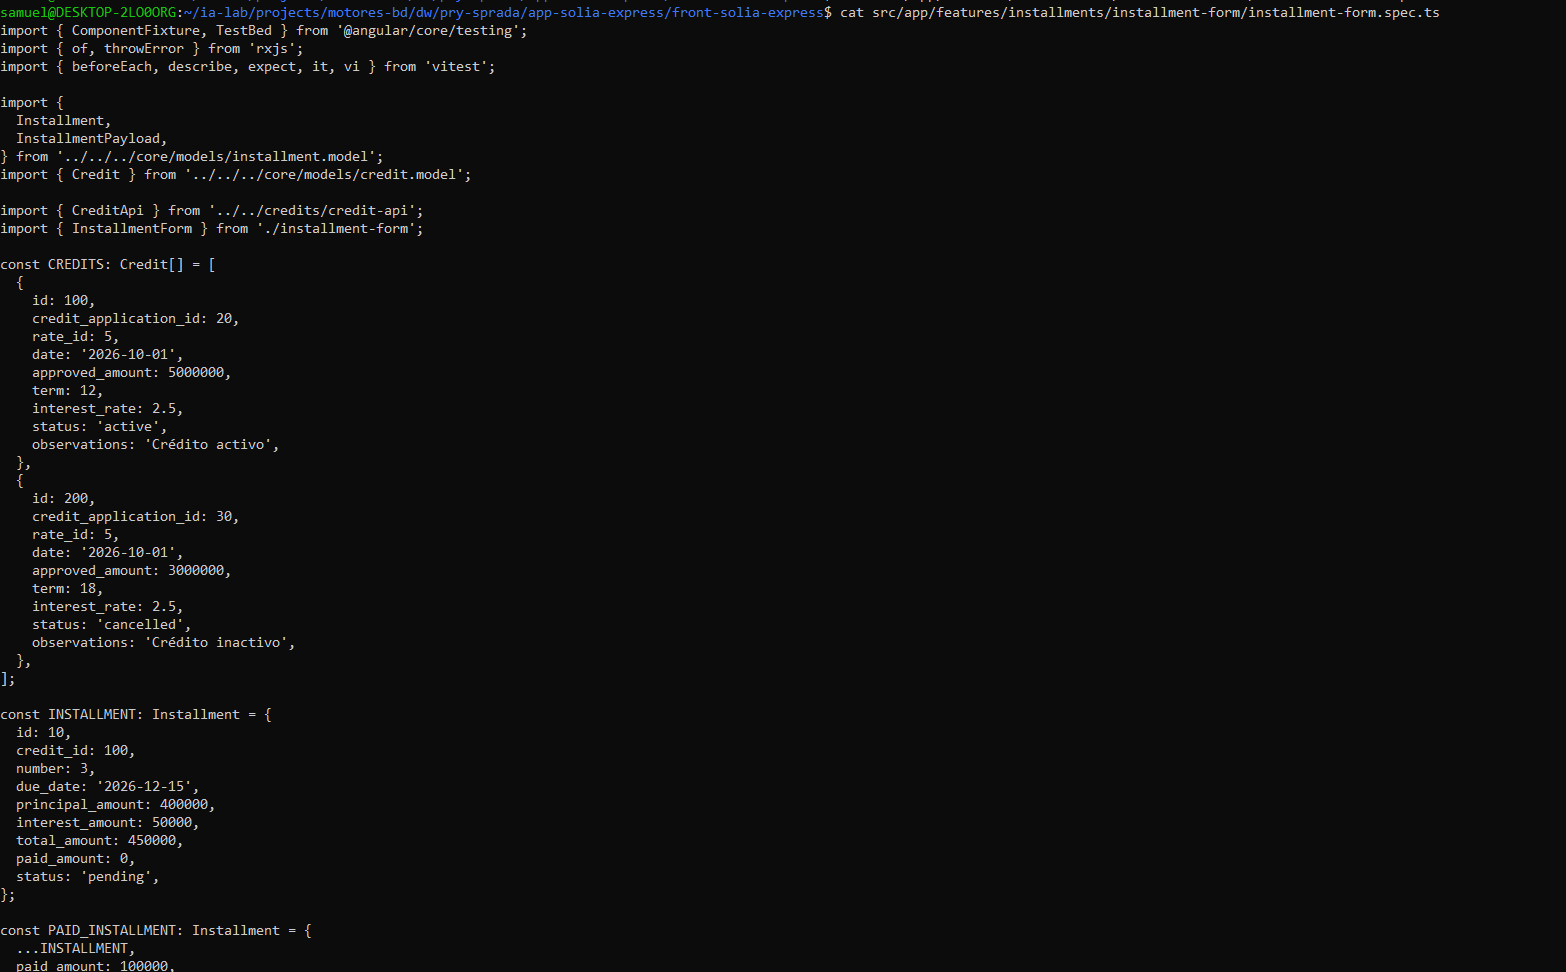 samuel@DESKTOP-2LO0ORG:~/ia-lab/projects/motores-bd/dw/pry-sprada/app-solia-express/front-solia-express$ cat src/app/features/installments/installment-form/installment-form.spec.ts
import { ComponentFixture, TestBed } from '@angular/core/testing';
import { of, throwError } from 'rxjs';
import { beforeEach, describe, expect, it, vi } from 'vitest';

import {
  Installment,
  InstallmentPayload,
} from '../../../core/models/installment.model';
import { Credit } from '../../../core/models/credit.model';

import { CreditApi } from '../../credits/credit-api';
import { InstallmentForm } from './installment-form';

const CREDITS: Credit[] = [
  {
    id: 100,
    credit_application_id: 20,
    rate_id: 5,
    date: '2026-10-01',
    approved_amount: 5000000,
    term: 12,
    interest_rate: 2.5,
    status: 'active',
    observations: 'Crédito activo',
  },
  {
    id: 200,
    credit_application_id: 30,
    rate_id: 5,
    date: '2026-10-01',
    approved_amount: 3000000,
    term: 18,
    interest_rate: 2.5,
    status: 'cancelled',
    observations: 'Crédito inactivo',
  },
];

const INSTALLMENT: Installment = {
  id: 10,
  credit_id: 100,
  number: 3,
  due_date: '2026-12-15',
  principal_amount: 400000,
  interest_amount: 50000,
  total_amount: 450000,
  paid_amount: 0,
  status: 'pending',
};

const PAID_INSTALLMENT: Installment = {
  ...INSTALLMENT,
  paid_amount: 100000,